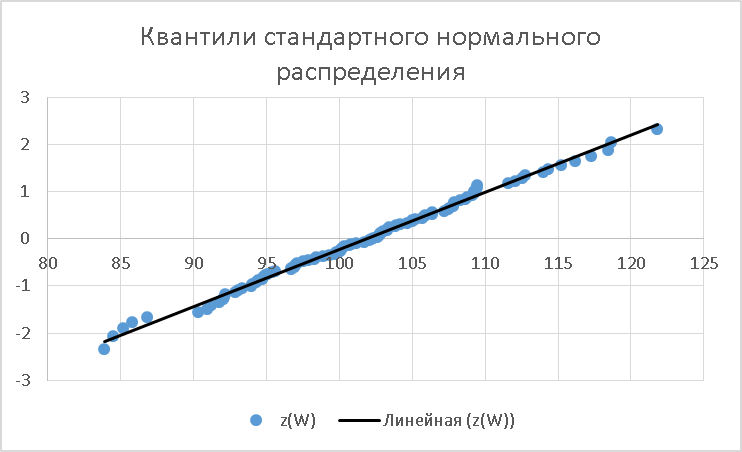 Квантили стандартного нормального
распределения
3
2
1
0
80 85 90 95 100 105 110 115 120 125
-1
-2
-3
z(W) Линейная (z(W))